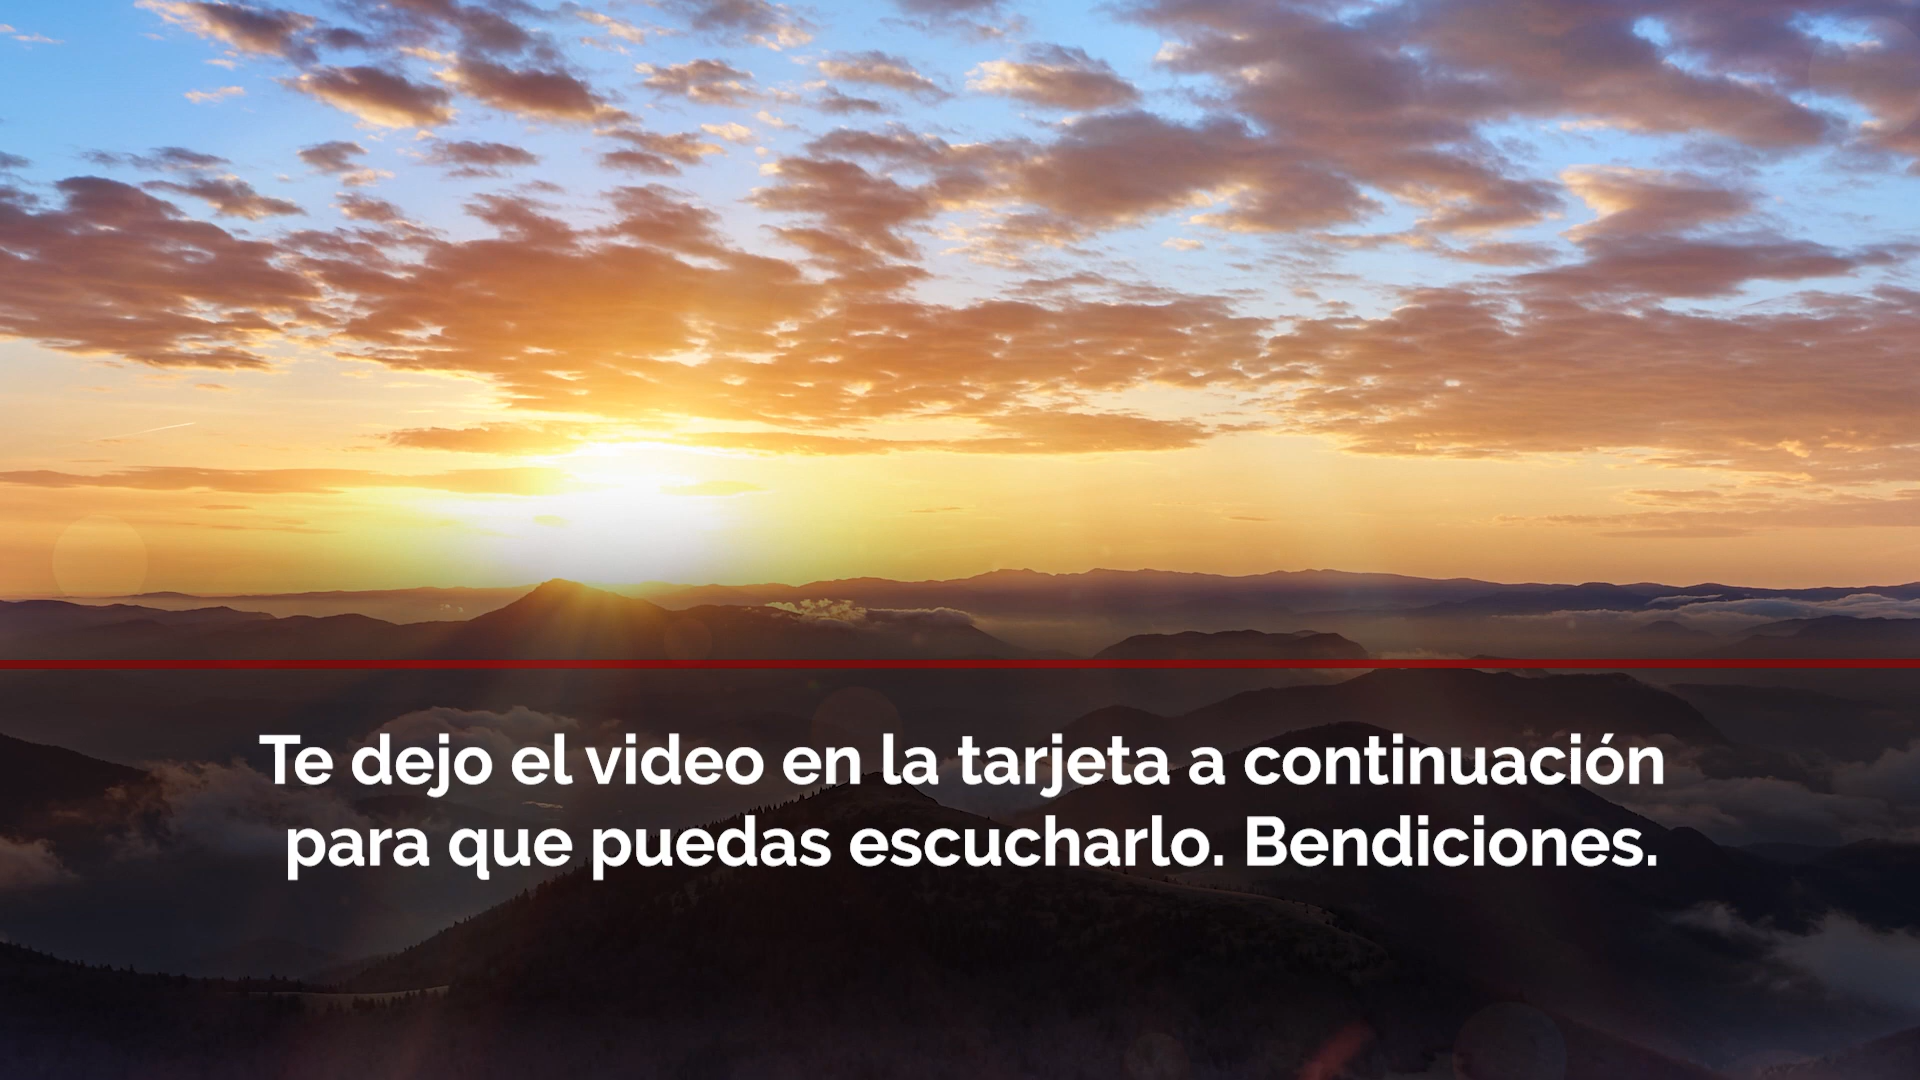 Te dejo el video en la tarjeta a continuación
para que puedas escucharlo. Bendiciones.